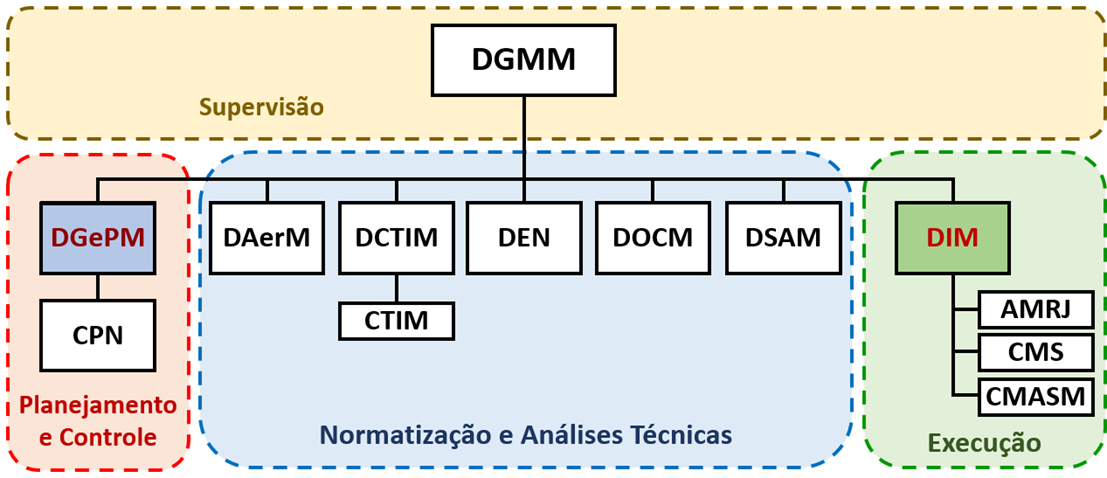 DGMM
Supervisão
DGePM
DAerM
DCTIM
DEN
DOCM
DSAM
DIM
CPN
CTIM
AMRJ
CMS
CMASM
Planejamento
e Controle
Normatização e Análises Técnicas
Execução